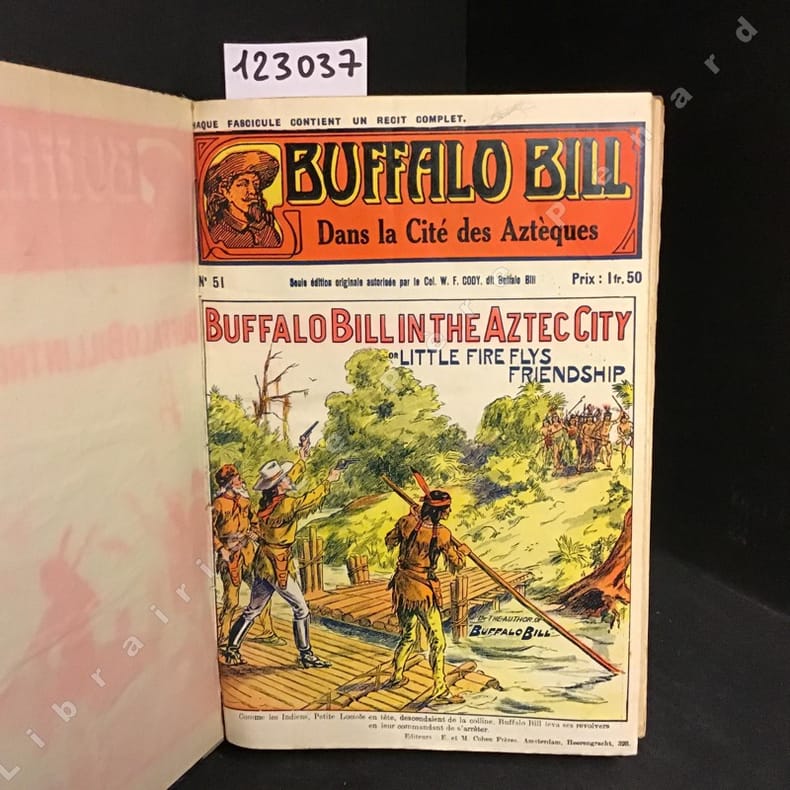 123037
HAQUE FASCICULE CONTIENT UN RECIT COMPLET.
BUFFALO BILL
Dans la Cité des Aztèques
N° 51 Seule édition originale autorisée par le Col. W. F. CODY, dit Buffalo Bill Prix : 1 fr. 50
BUFFALO BILL IN THE AZTEC CITY
OR LITTLE FIRE FLYS
FRIENDSHIP
BY THE AUTHOR OF
BUFFALO BILL
Comme les Indiens, Petite Luciole en tête, descendaient de la colline, Buffalo Bill leva ses revolvers
en leur commandant de s'arrêter.
Editeurs E. et M. Cohen Frères, Amsterdam, Heerengracht, 326.
Librairie Pénard